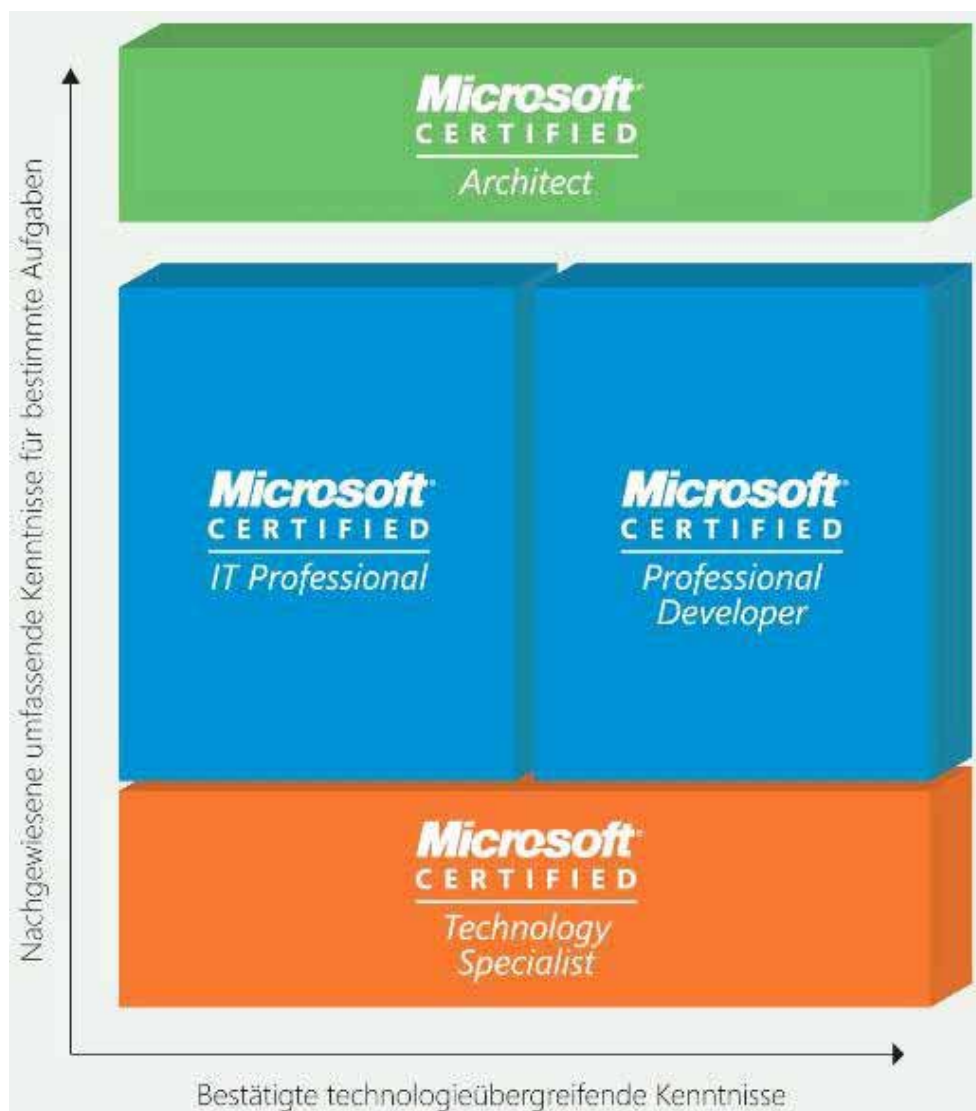 Nachgewiesene umfassende Kenntnisse für bestimmte Aufgaben
Microsoft®
CERTIFIED
Architect
Microsoft®
CERTIFIED
IT Professional
Microsoft®
CERTIFIED
Professional
Developer
Microsoft®
CERTIFIED
Technology
Specialist
Bestätigte technologieübergreifende Kenntnisse